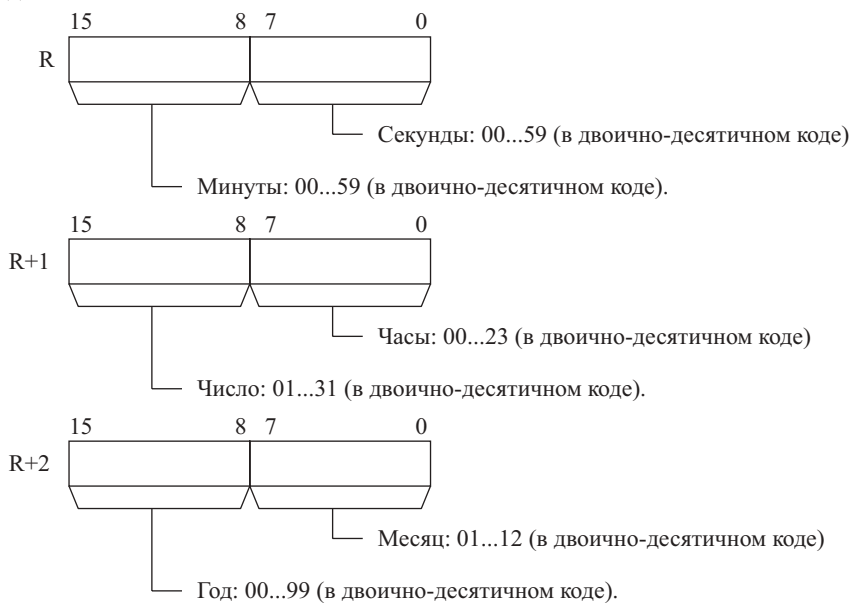 15 8 7 0
R
Секунды: 00...59 (в двоично-десятичном коде)
Минуты: 00...59 (в двоично-десятичном коде).
15 8 7 0
R+1
Часы: 00...23 (в двоично-десятичном коде)
Число: 01...31 (в двоично-десятичном коде).
15 8 7 0
R+2
Месяц: 01...12 (в двоично-десятичном коде)
Год: 00...99 (в двоично-десятичном коде).